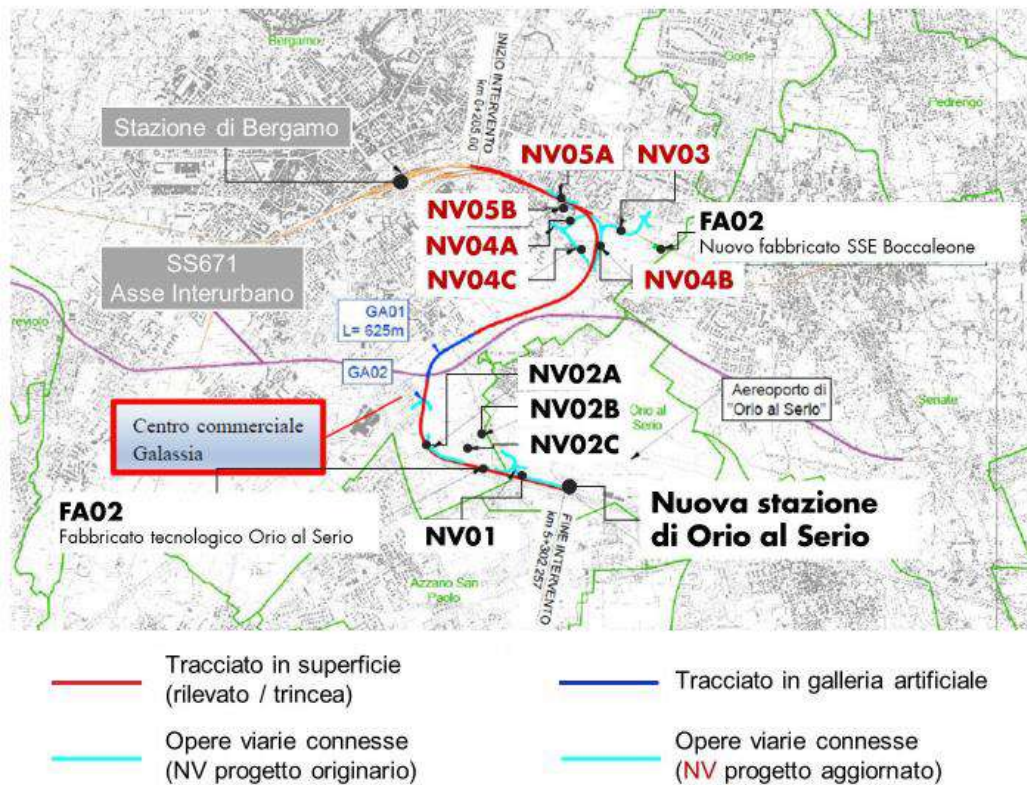 Bergamo
Gorle
Pedrengo
INIZIO INTERVENTO
km 0+205.00
Stazione di Bergamo
NV05A
NV03
NV05B
FA02
Nuovo fabbricato SSE Boccaleone
NV04A
NV04C
NV04B
SS671
Asse Interurbano
GA01
L= 625m
GA02
NV02A
Aereoporto di
"Orio al Serio"
NV02B
Orio al
Serio
Seriate
Centro commerciale
Galassia
NV02C
FA02
Fabbricato tecnologico Orio al Serio
NV01
Nuova stazione
di Orio al Serio
FINE INTERVENTO
km 5+302,257
Azzano San
Paolo
Tracciato in superficie
(rilevato / trincea)
Tracciato in galleria artificiale
Opere viarie connesse
(NV progetto originario)
Opere viarie connesse
(NV progetto aggiornato)